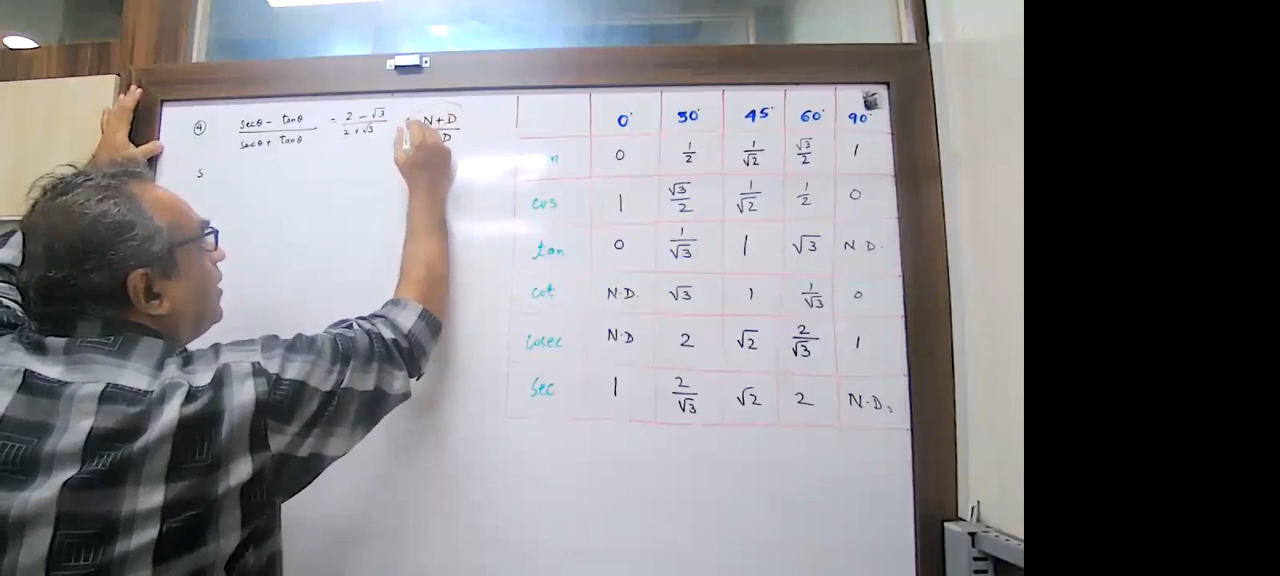 ④ secθ - tanθ / secθ + tanθ = 2 - √3 / 2 + √3 N+D / D
S
0° 30° 45° 60° 90°
n 0 1/2 1/√2 √3/2 1
cos 1 √3/2 1/√2 1/2 0
tan 0 1/√3 1 √3 N D.
cot N.D. √3 1 1/√3 0
cosec N.D 2 √2 2/√3 1
Sec 1 2/√3 √2 2 N.D.